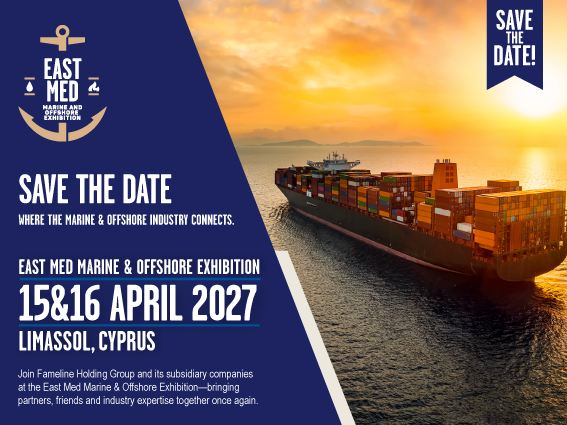 EAST
MED
MARINE AND
OFFSHORE
EXHIBITION
SAVE
THE
DATE!
SAVE THE DATE
WHERE THE MARINE & OFFSHORE INDUSTRY CONNECTS.
EAST MED MARINE & OFFSHORE EXHIBITION
15&16 APRIL 2027
LIMASSOL, CYPRUS
Join Fameline Holding Group and its subsidiary companies
at the East Med Marine & Offshore Exhibition—bringing
partners, friends and industry expertise together once again.